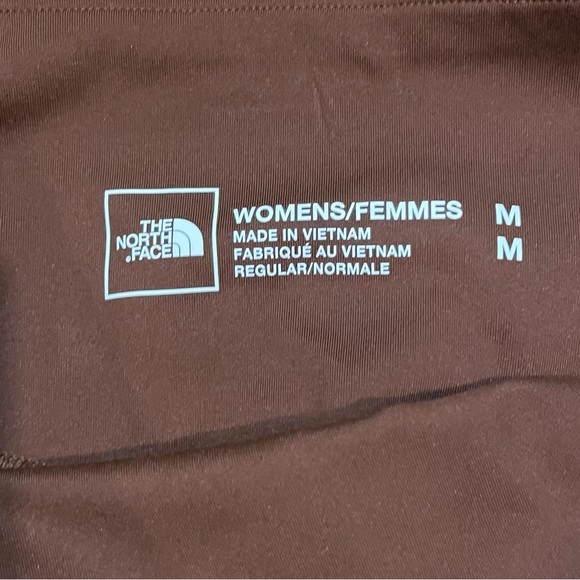 THE
NORTH
FACE
WOMENS/FEMMES M
MADE IN VIETNAM M
FABRIQUÉ AU VIETNAM
REGULAR/NORMALE